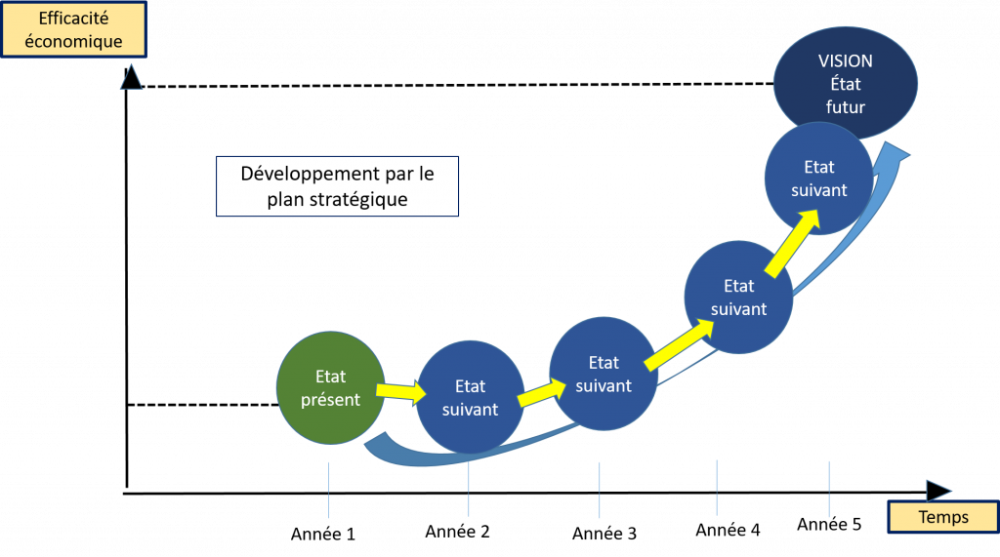 Efficacité
économique
VISION
État
futur
Développement par le
plan stratégique
Etat
suivant
Etat
suivant
Etat
suivant
Etat
suivant
Etat
présent
Année 1
Année 2
Année 3
Année 4
Année 5
Temps